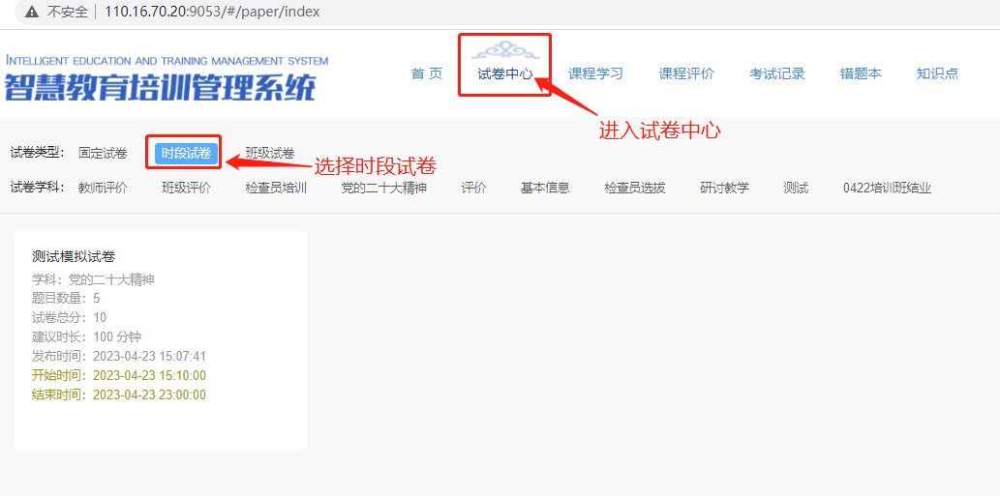 不安全 | 110.16.70.20:9053/#/paper/index
INTELLIGENT EDUCATION AND TRAINING MANAGEMENT SYSTEM
智慧教育培训管理系统
首 页 试卷中心 课程学习 课程评价 考试记录 错题本 知识点
进入试卷中心
试卷类型： 固定试卷 时段试卷 班级试卷
选择时段试卷
试卷学科： 教师评价 班级评价 检查员培训 党的二十大精神 评价 基本信息 检查员选拔 研讨教学 测试 0422培训班结业
测试模拟试卷
学科：党的二十大精神
题目数量：5
试卷总分：10
建议时长：100 分钟
发布时间：2023-04-23 15:07:41
开始时间：2023-04-23 15:10:00
结束时间：2023-04-23 23:00:00